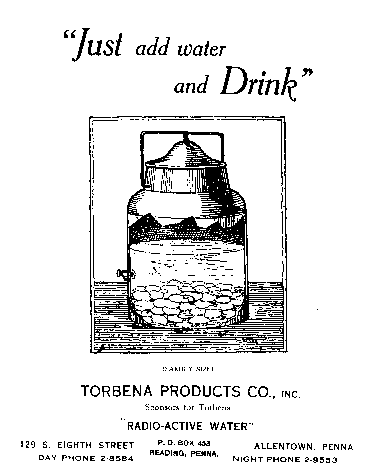 "Just add water
and Drink"
FAMILY SIZE
TORBENA PRODUCTS CO., INC.
Sponsors for Torbena
"RADIO-ACTIVE WATER"
129 S. EIGHTH STREET P. O. BOX 453 ALLENTOWN, PENNA
DAY PHONE 2-8584 READING, PENNA. NIGHT PHONE 2-9553